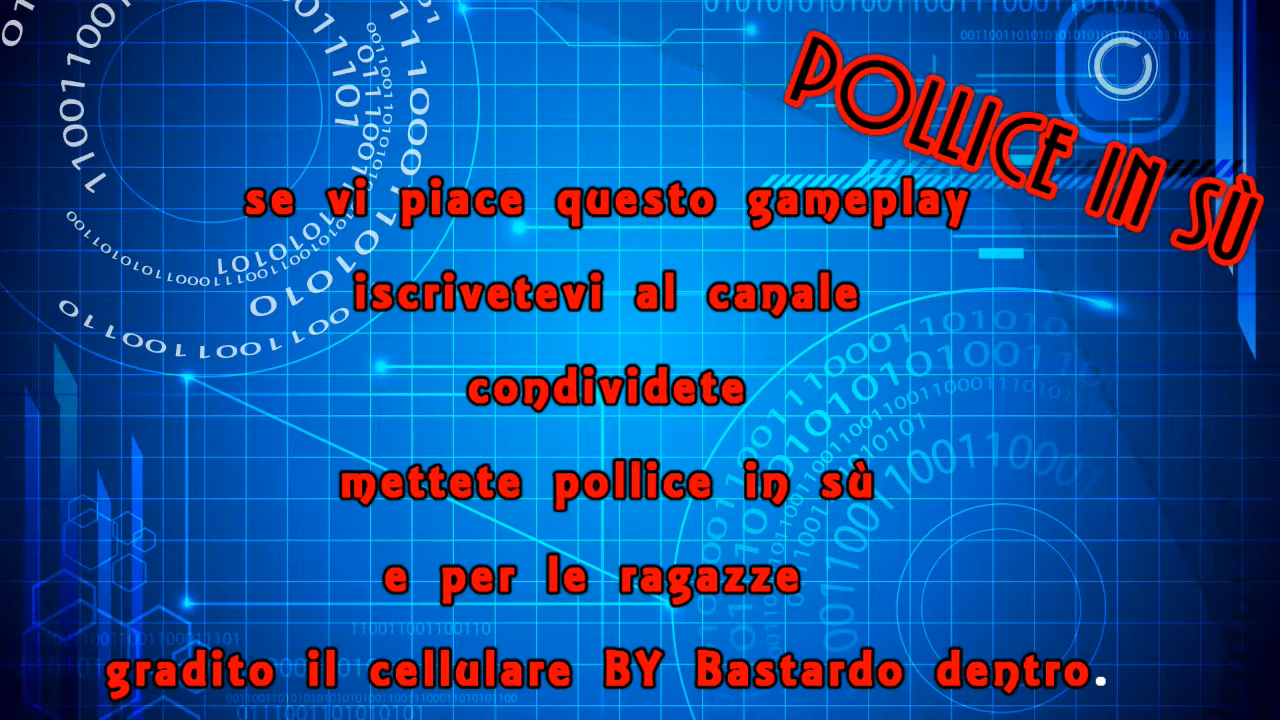 POLLICE IN SÙ
se vi piace questo gameplay
iscrivetevi al canale
condividete
mettete pollice in sù
e per le ragazze
gradito il cellulare BY Bastardo dentro.